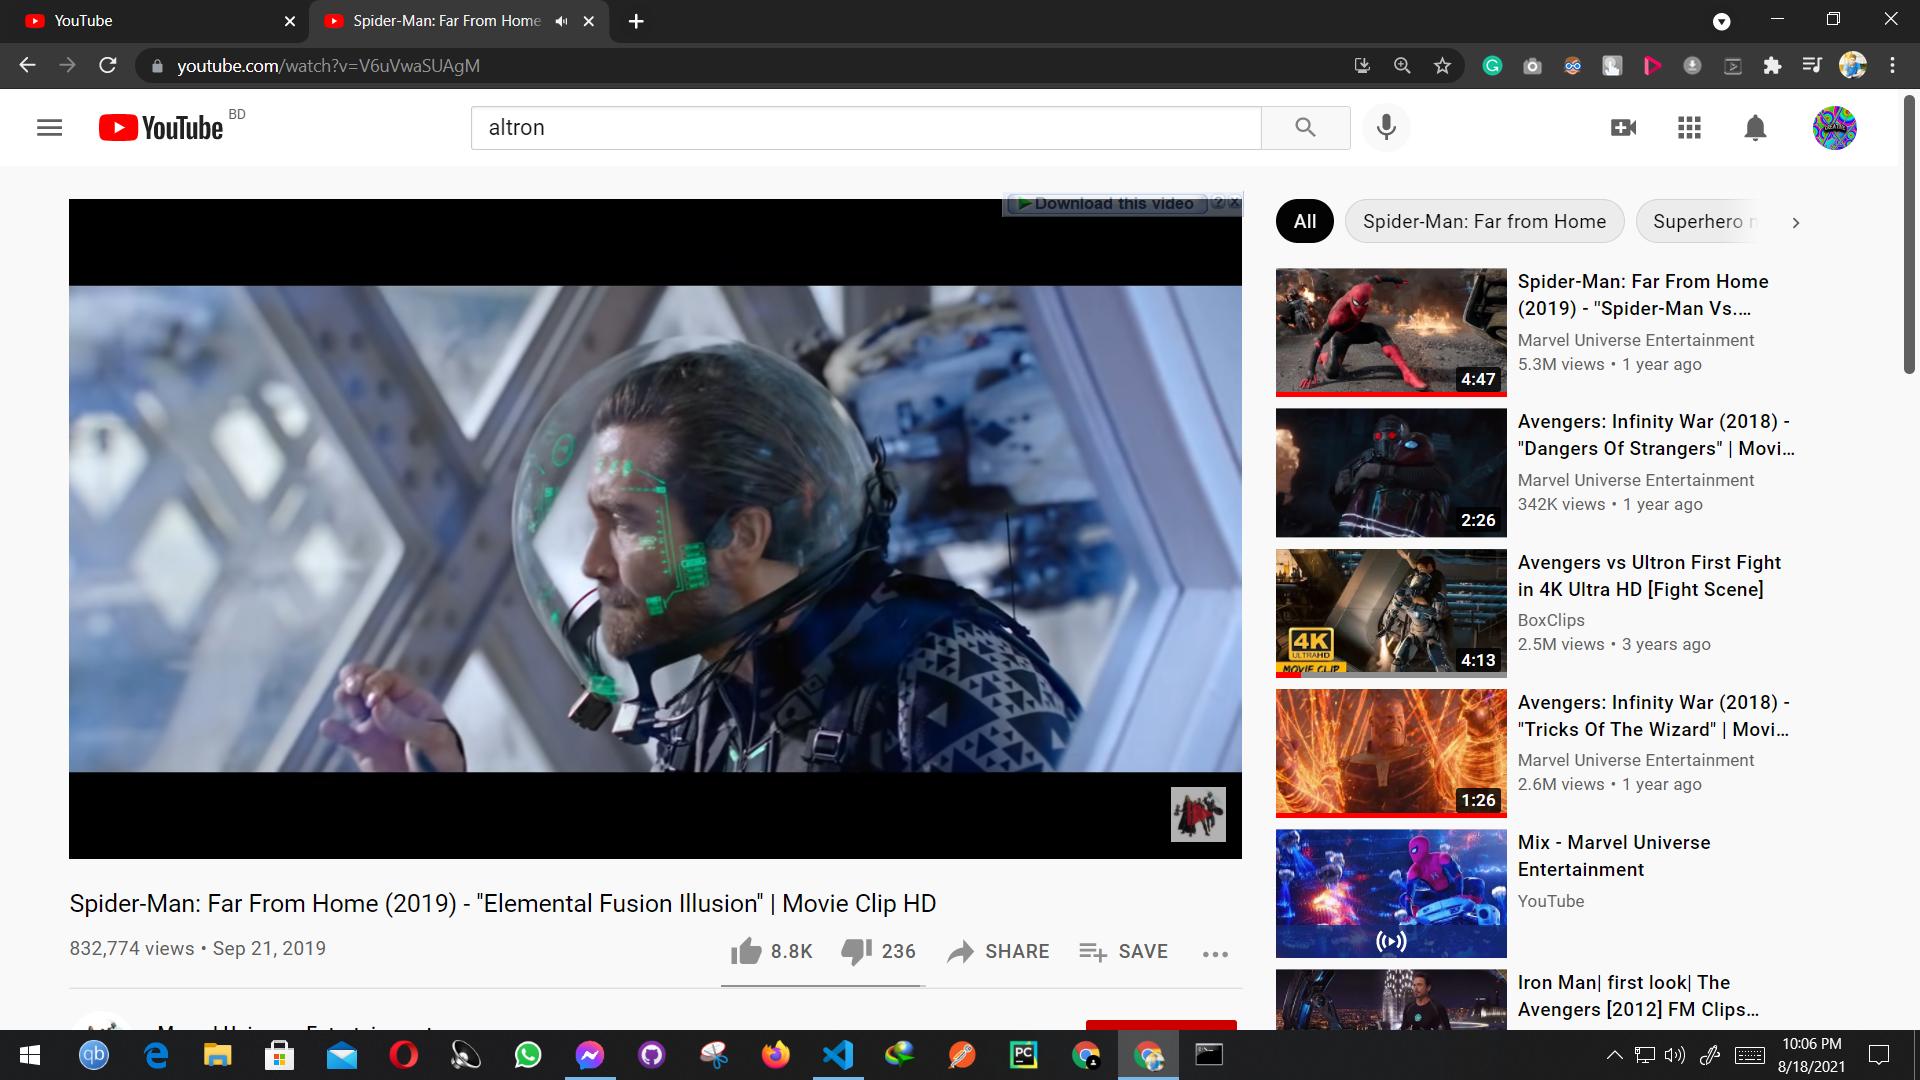 YouTube
Spider-Man: Far From Home
youtube.com/watch?v=V6uVwaSUAgM
YouTube BD
altron
Download this video
All
Spider-Man: Far from Home
Superhero
Spider-Man: Far From Home
(2019) - "Spider-Man Vs....
Marvel Universe Entertainment
5.3M views • 1 year ago
4:47
Avengers: Infinity War (2018) -
"Dangers Of Strangers" | Movi...
Marvel Universe Entertainment
342K views • 1 year ago
2:26
Avengers vs Ultron First Fight
in 4K Ultra HD [Fight Scene]
BoxClips
2.5M views • 3 years ago
4K
ULTRAHD
MOVIE CLIP
4:13
Avengers: Infinity War (2018) -
"Tricks Of The Wizard" | Movi...
Marvel Universe Entertainment
2.6M views • 1 year ago
1:26
Mix - Marvel Universe
Entertainment
YouTube
Iron Man| first look| The
Avengers [2012] FM Clips...
Spider-Man: Far From Home (2019) - "Elemental Fusion Illusion" | Movie Clip HD
832,774 views • Sep 21, 2019
8.8K
236
SHARE
SAVE
qb
PC
10:06 PM
8/18/2021